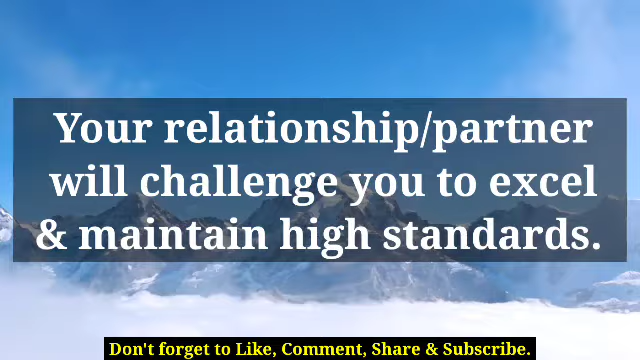 Your relationship/partner
will challenge you to excel
& maintain high standards.
Don't forget to Like, Comment, Share & Subscribe.